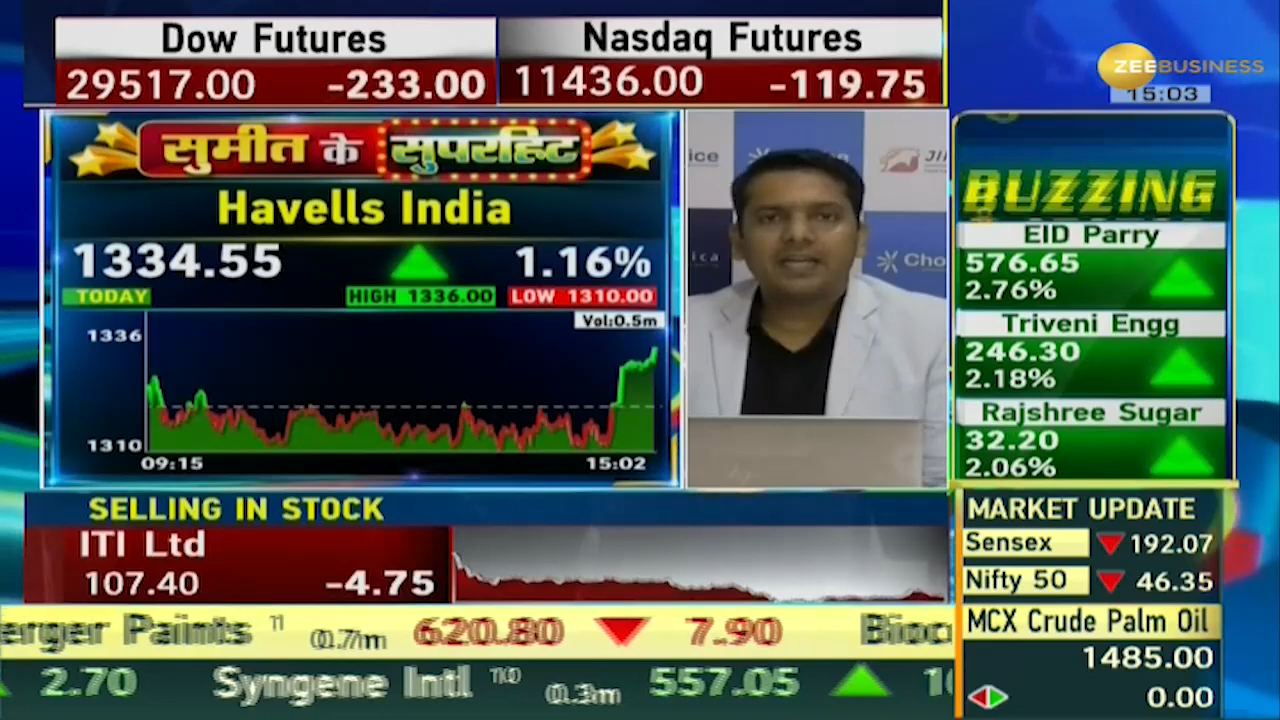 Dow Futures
29517.00 -233.00
Nasdaq Futures
11436.00 -119.75
ZEEBUSINESS
15:03
सुमीत के सुपरहिट
Havells India
1334.55 1.16%
TODAY HIGH 1336.00 LOW 1310.00
Vol:0.5m
1336
1310
09:15 15:02
BUZZING
EID Parry
576.65
2.76%
Triveni Engg
246.30
2.18%
Rajshree Sugar
32.20
2.06%
SELLING IN STOCK
ITI Ltd
107.40 -4.75
MARKET UPDATE
Sensex 192.07
Nifty 50 46.35
MCX Crude Palm Oil
1485.00
0.00
erger Paints 11 0.7m 620.80 7.90 Bioc
2.70 Syngene Intl 110 0.3m 557.05